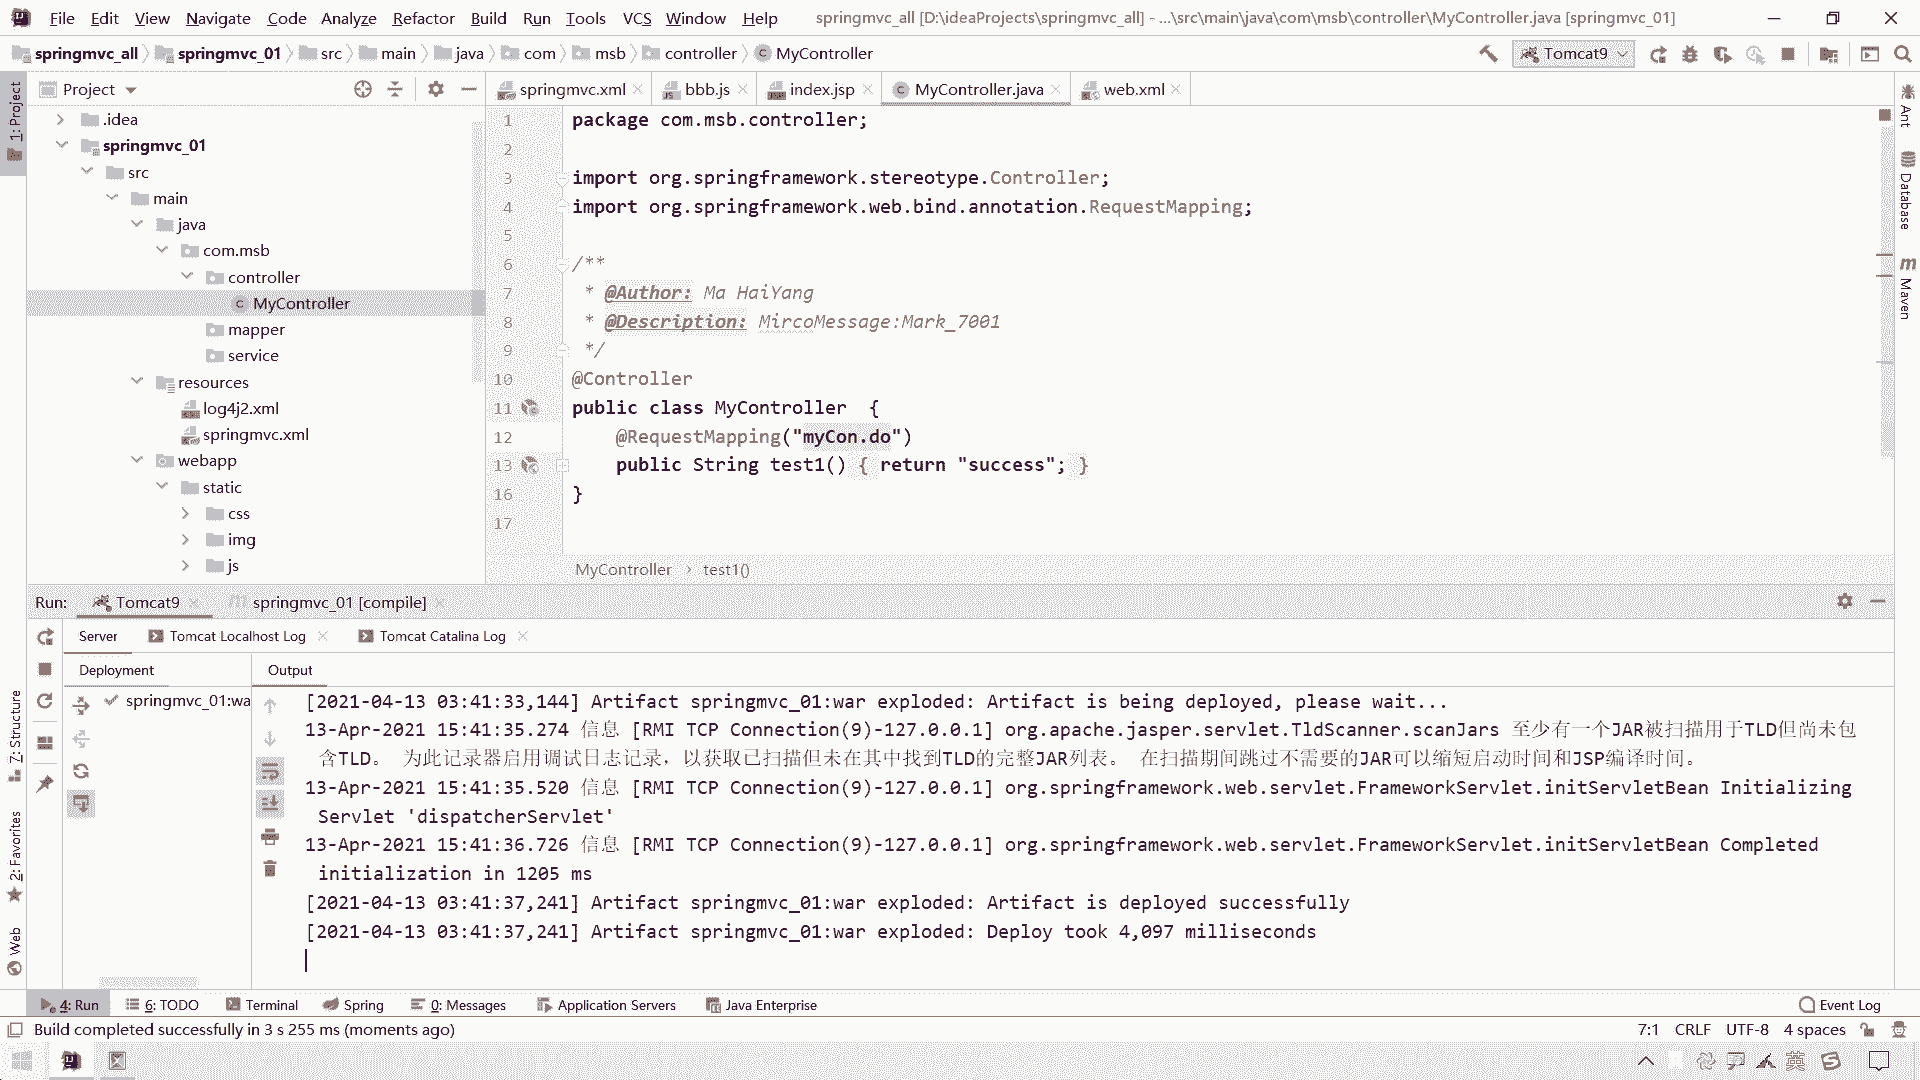 File Edit View Navigate Code Analyze Refactor Build Run Tools VCS Window Help springmvc_all [D:\ideaProjects\springmvc_all] - ...\src\main\java\com\msb\controller\MyController.java [springmvc_01]
springmvc_all springmvc_01 src main java com msb controller MyController Tomcat9
Project springmvc.xml bbb.js index.jsp MyController.java web.xml
1: Project
.idea
springmvc_01
src
main
java
com.msb
controller
MyController
mapper
service
resources
log4j2.xml
springmvc.xml
webapp
static
css
img
js
1 package com.msb.controller;
2
3 import org.springframework.stereotype.Controller;
4 import org.springframework.web.bind.annotation.RequestMapping;
5
6 /**
7 * @Author: Ma HaiYang
8 * @Description: MircoMessage:Mark_7001
9 */
10 @Controller
11 public class MyController {
12 @RequestMapping("myCon.do")
13 public String test1() { return "success"; }
16 }
17
MyController › test1()
Ant
Database
Maven
Run: Tomcat9 springmvc_01 [compile]
Server Tomcat Localhost Log Tomcat Catalina Log
Deployment Output
springmvc_01:wa
[2021-04-13 03:41:33,144] Artifact springmvc_01:war exploded: Artifact is being deployed, please wait...
13-Apr-2021 15:41:35.274 信息 [RMI TCP Connection(9)-127.0.0.1] org.apache.jasper.servlet.TldScanner.scanJars 至少有一个JAR被扫描用于TLD但尚未包
含TLD。 为此记录器启用调试日志记录，以获取已扫描但未在其中找到TLD的完整JAR列表。 在扫描期间跳过不需要的JAR可以缩短启动时间和JSP编译时间。
13-Apr-2021 15:41:35.520 信息 [RMI TCP Connection(9)-127.0.0.1] org.springframework.web.servlet.FrameworkServlet.initServletBean Initializing
Servlet 'dispatcherServlet'
13-Apr-2021 15:41:36.726 信息 [RMI TCP Connection(9)-127.0.0.1] org.springframework.web.servlet.FrameworkServlet.initServletBean Completed
initialization in 1205 ms
[2021-04-13 03:41:37,241] Artifact springmvc_01:war exploded: Artifact is deployed successfully
[2021-04-13 03:41:37,241] Artifact springmvc_01:war exploded: Deploy took 4,097 milliseconds
7: Structure
2: Favorites
Web
4: Run 6: TODO Terminal Spring 0: Messages Application Servers Java Enterprise Event Log
Build completed successfully in 3 s 255 ms (moments ago) 7:1 CRLF UTF-8 4 spaces
英